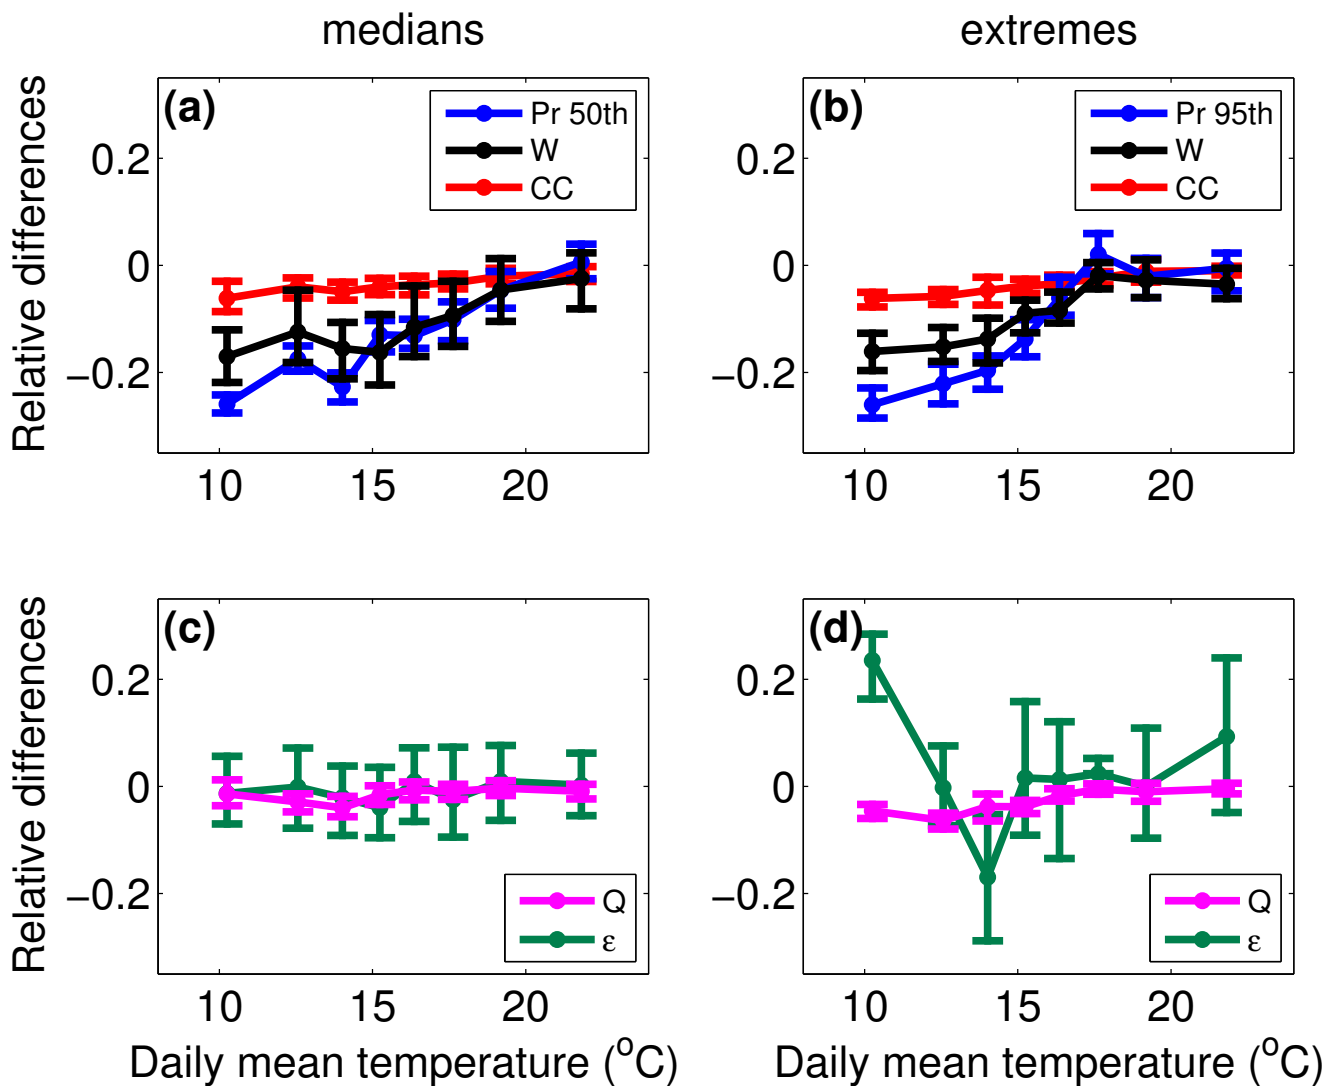 medians
extremes
(a)
Pr 50th
W
CC
Relative differences
0.2
0
−0.2
10
15
20
(b)
Pr 95th
W
CC
0.2
0
−0.2
10
15
20
(c)
Q
ε
Relative differences
0.2
0
−0.2
10
15
20
Daily mean temperature (°C)
(d)
Q
ε
0.2
0
−0.2
10
15
20
Daily mean temperature (°C)